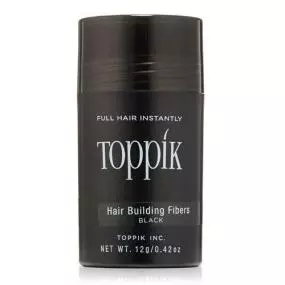 FULL HAIR INSTANTLY
TOPPIK
Hair Building Fibers
BLACK
TOPPIK INC.
NET WT. 12g/0.42oz